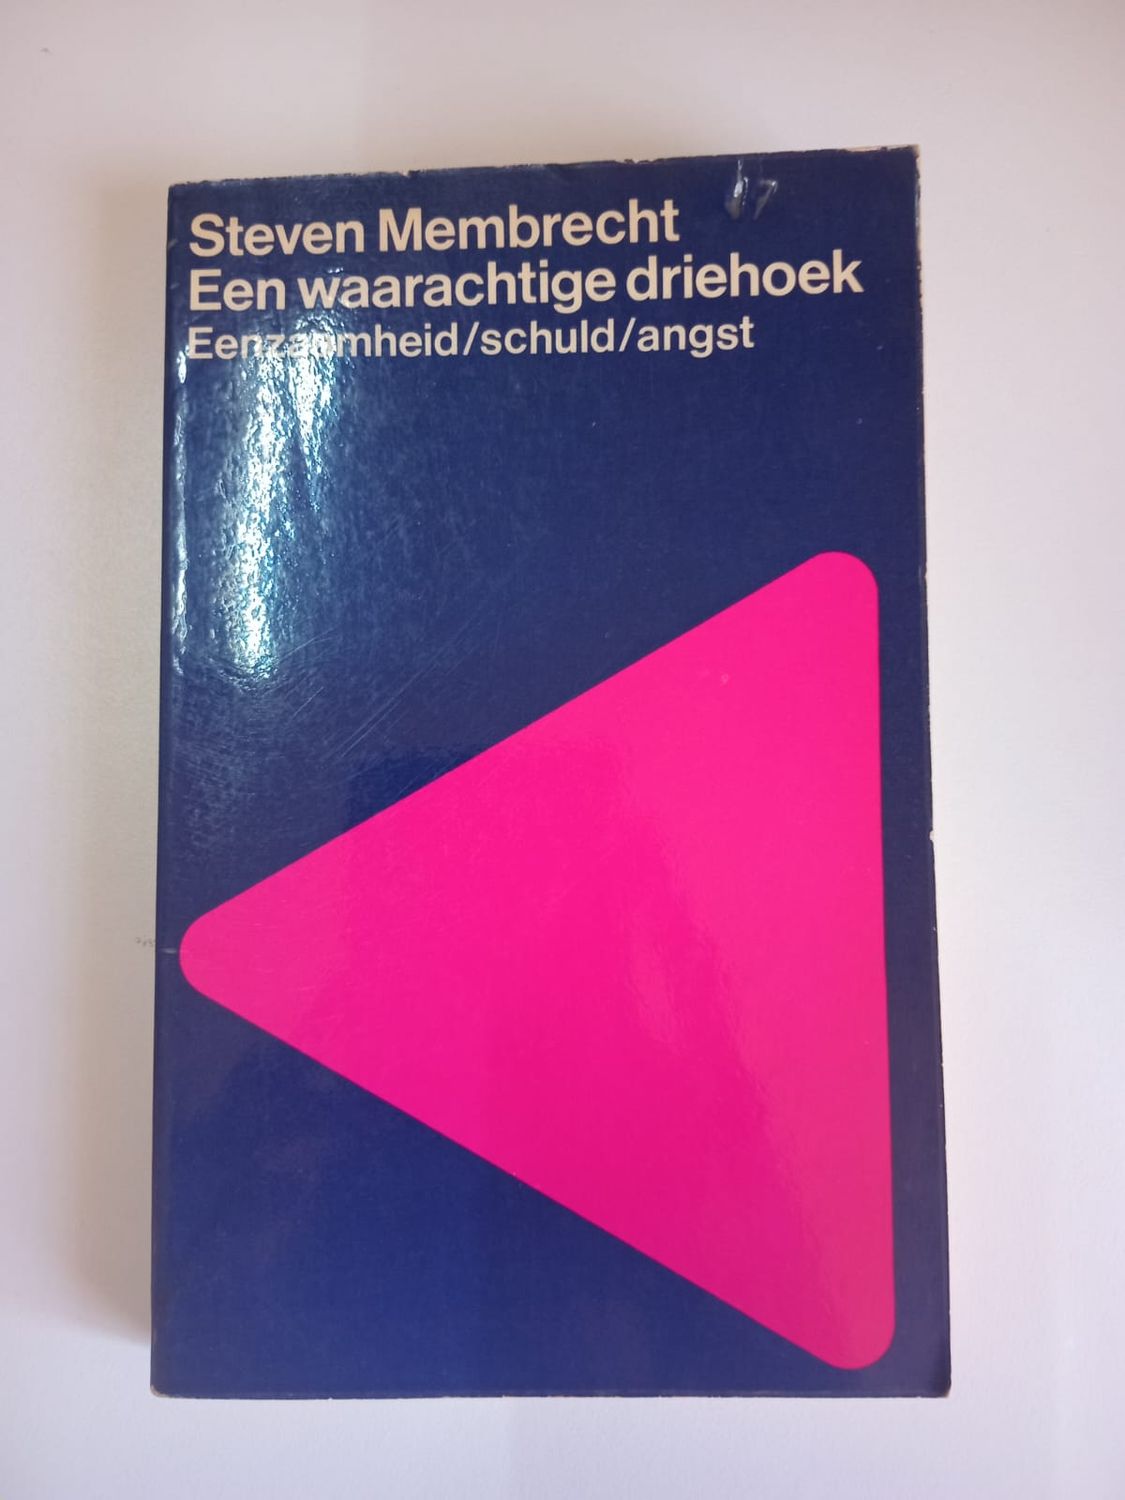 Steven Membrecht
Een waarachtige driehoek
Eenzaamheid/schuld/angst